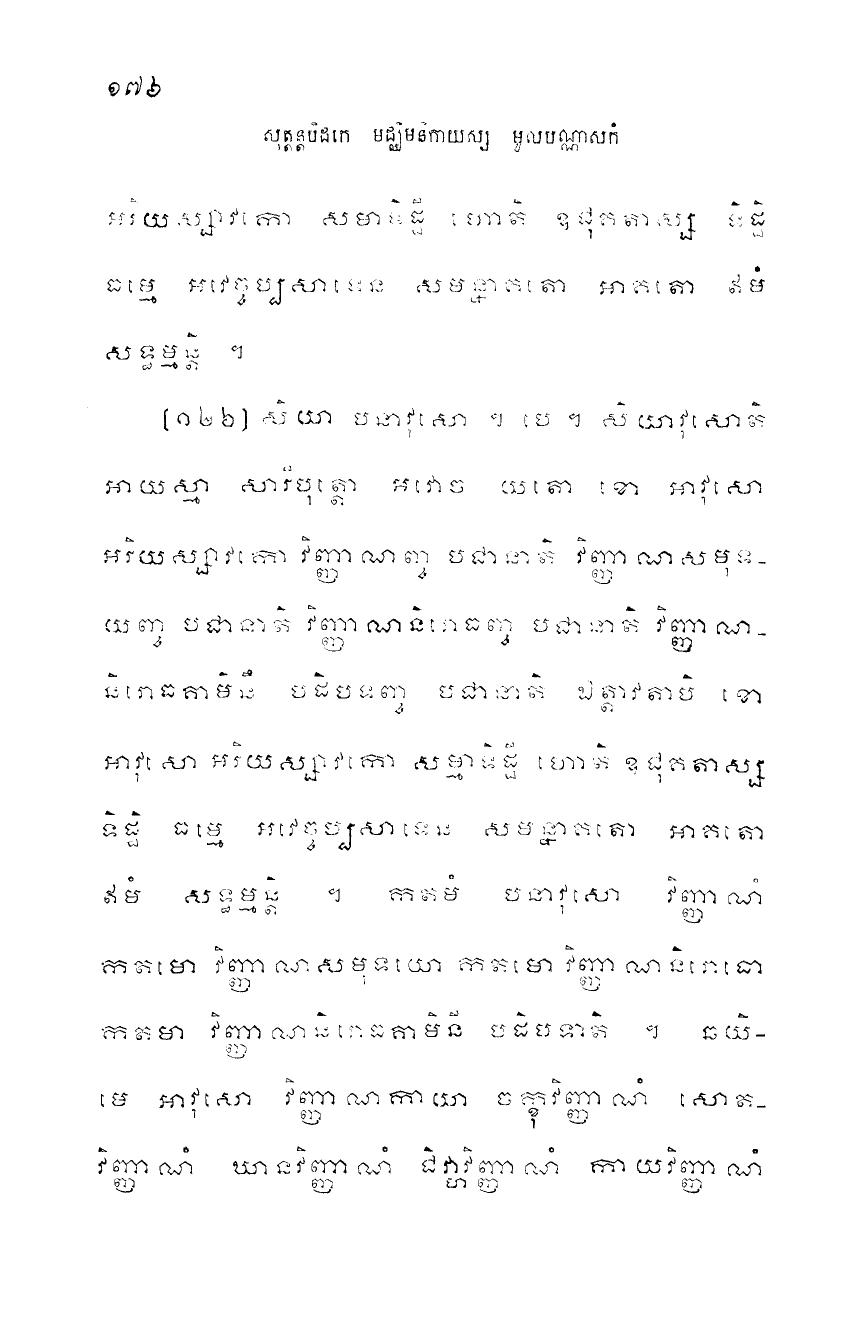 ១៧៦
សុត្តន្តបិដកេ មជ្ឈិមនិកាយស្ស មូលបណ្ណាសកំ
អរិយស្សាវកោ សម្មាទិដ្ឋិ ហោតិ ឧជុកតាស្ស ទិដ្ឋិ
ធម្មេ អវេច្ចប្បសាទេន សមន្នាគតោ អាគតោ ឥមំ
សទ្ធម្មន្តិ ។
[១២៦] សិយា បនាវុសោ ។ បេ ។ សិយាវុសោតិ
អាយស្មា សារីបុត្តោ អវោច យតោ ខោ អាវុសោ
អរិយស្សាវកោ វិញ្ញាណញ្ច បជានាតិ វិញ្ញាណសមុទ-
យញ្ច បជានាតិ វិញ្ញាណនិរោធញ្ច បជានាតិ វិញ្ញាណ-
និរោធគាមិនឹ បដិបទញ្ច បជានាតិ ឯត្តាវតាបិ ខោ
អាវុសោ អរិយស្សាវកោ សម្មាទិដ្ឋិ ហោតិ ឧជុកតាស្ស
ទិដ្ឋិ ធម្មេ អវេច្ចប្បសាទេន សមន្នាគតោ អាគតោ
ឥមំ សទ្ធម្មន្តិ ។ កតមំ បនាវុសោ វិញ្ញាណំ
កតមោ វិញ្ញាណសមុទយោ កតមោ វិញ្ញាណនិរោធោ
កតមា វិញ្ញាណនិរោធគាមិនី បដិបទាតិ ។ ឆយិ-
មេ អាវុសោ វិញ្ញាណកាយា ចក្ខុវិញ្ញាណំ សោត-
វិញ្ញាណំ ឃានវិញ្ញាណំ ជិវ្ហាវិញ្ញាណំ កាយវិញ្ញាណំ